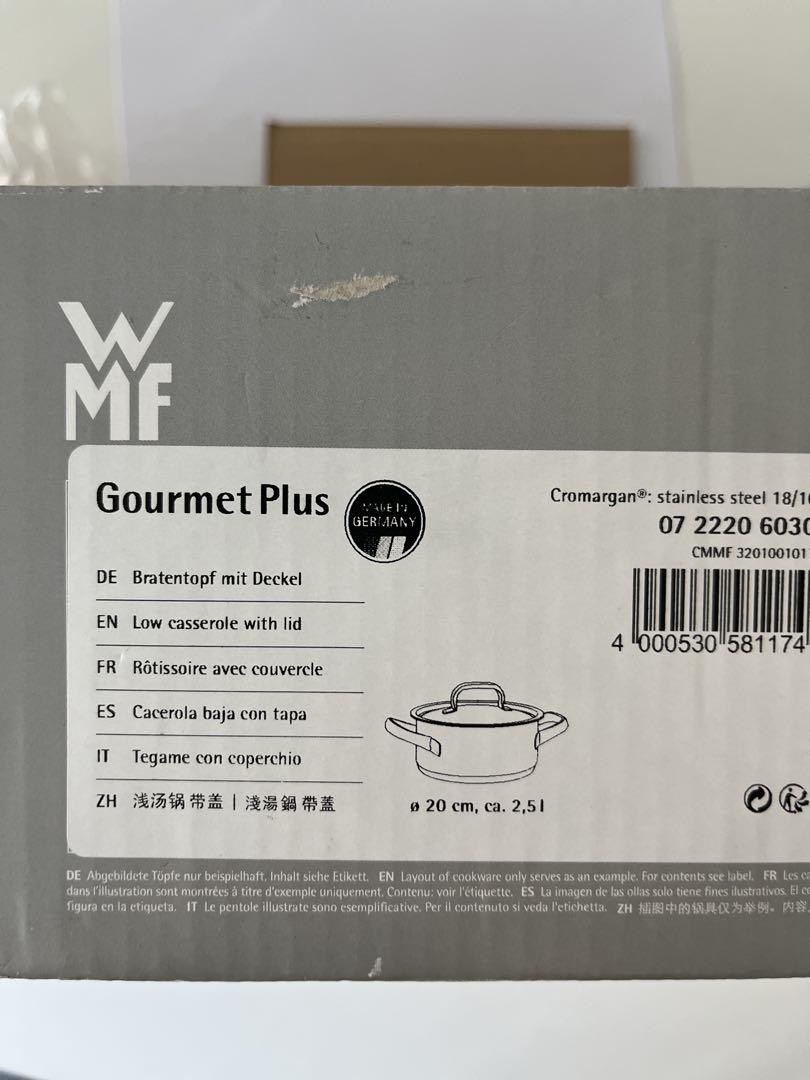 WMF
Gourmet Plus
MADE IN
GERMANY
Cromargan®: stainless steel 18/10
07 2220 6030
CMMF 320100101
4 000530 581174
DE Bratentopf mit Deckel
EN Low casserole with lid
FR Rôtissoire avec couvercle
ES Cacerola baja con tapa
IT Tegame con coperchio
ZH 浅汤锅 带盖 | 淺湯鍋 帶蓋
ø 20 cm, ca. 2,5 l
DE Abgebildete Töpfe nur beispielhaft, Inhalt siehe Etikett. EN Layout of cookware only serves as an example. For contents see label. FR Les
dans l'illustration sont montrées à titre d'exemple uniquement. Contenu: voir l'étiquette. ES La imagen de las ollas solo tiene fines ilustrativos. El
figura en la etiqueta. IT Le pentole illustrate sono esemplificative. Per il contenuto si veda l'etichetta. ZH 插图中的锅具仅为举例。内容